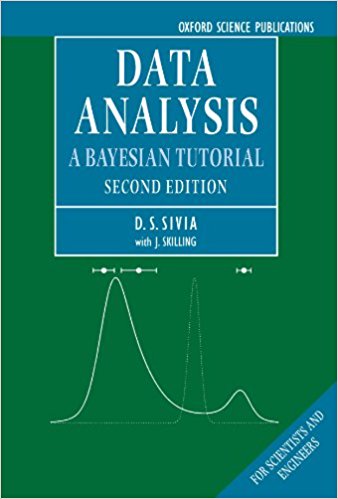 OXFORD SCIENCE PUBLICATIONS
DATA
ANALYSIS
A BAYESIAN TUTORIAL
SECOND EDITION
D. S. SIVIA
with J. SKILLING
FOR SCIENTISTS AND
ENGINEERS